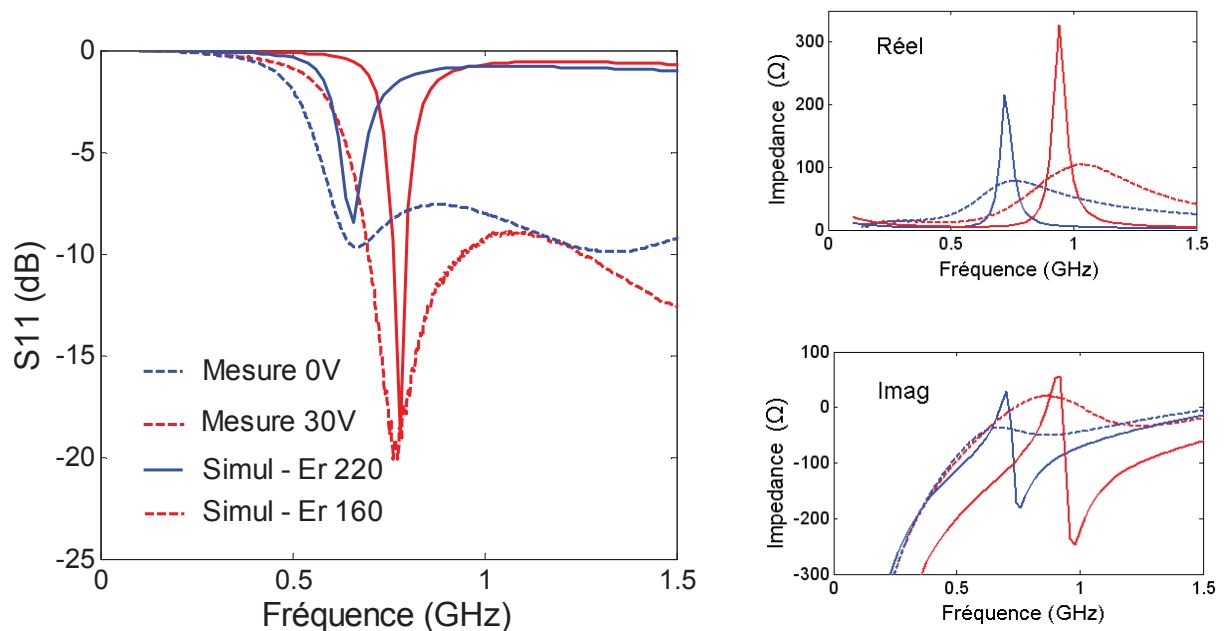 0
-5
-10
-15
-20
-25
S11 (dB)
Mesure 0V
Mesure 30V
Simul - Er 220
Simul - Er 160
0
0.5
1
1.5
Fréquence (GHz)
Réel
Impedance (Ω)
300
200
100
0
0
0.5
1
1.5
Fréquence (GHz)
Imag
Impedance (Ω)
100
0
-100
-200
-300
0
0.5
1
1.5
Fréquence (GHz)